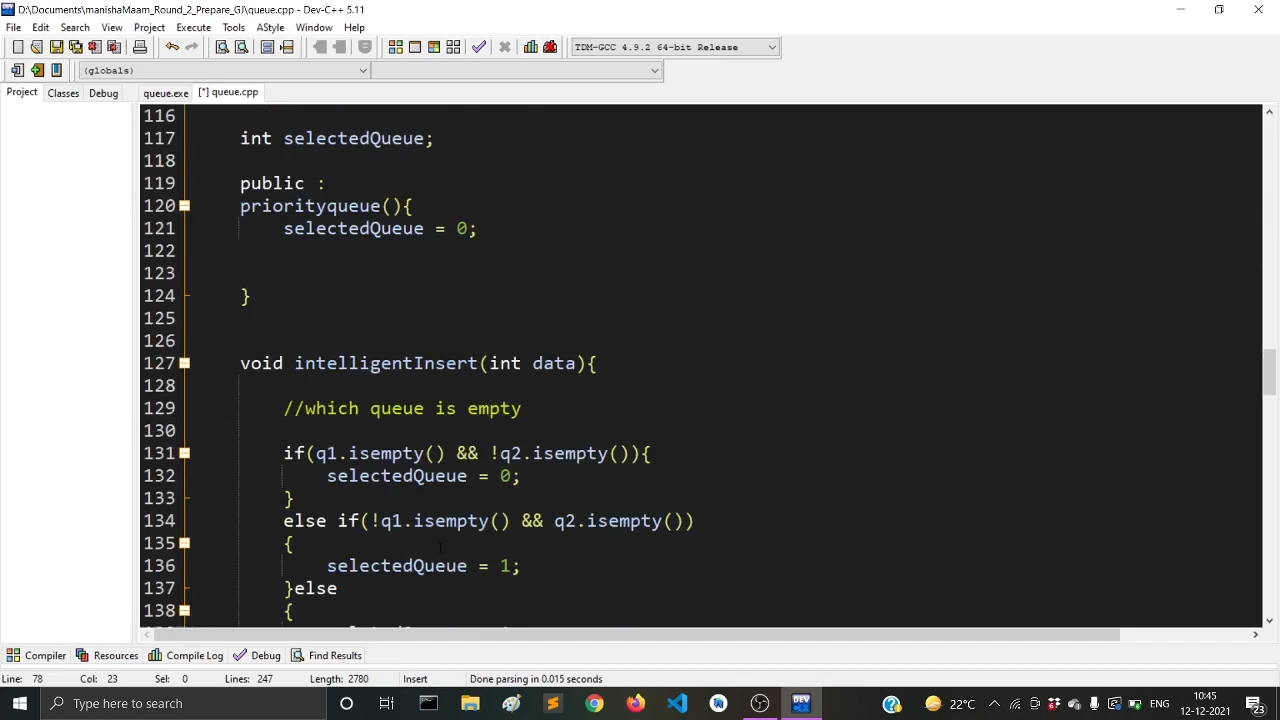 D:\Documents\manishaMaam_Round_2_Prepare_GJ\queue.cpp - Dev-C++ 5.11
File Edit Search View Project Execute Tools AStyle Window Help
TDM-GCC 4.9.2 64-bit Release
(globals)
Project Classes Debug queue.exe [*] queue.cpp
116
117 int selectedQueue;
118
119 public :
120 priorityqueue(){
121 selectedQueue = 0;
122
123
124 }
125
126
127 void intelligentInsert(int data){
128
129 //which queue is empty
130
131 if(q1.isempty() && !q2.isempty()){
132 selectedQueue = 0;
133 }
134 else if(!q1.isempty() && q2.isempty())
135 {
136 selectedQueue = 1;
137 }else
138 {
Compiler Resources Compile Log Debug Find Results
Line: 78 Col: 23 Sel: 0 Lines: 247 Length: 2780 Insert Done parsing in 0.015 seconds
Type here to search 22°C ENG 10:45
12-12-2021 23